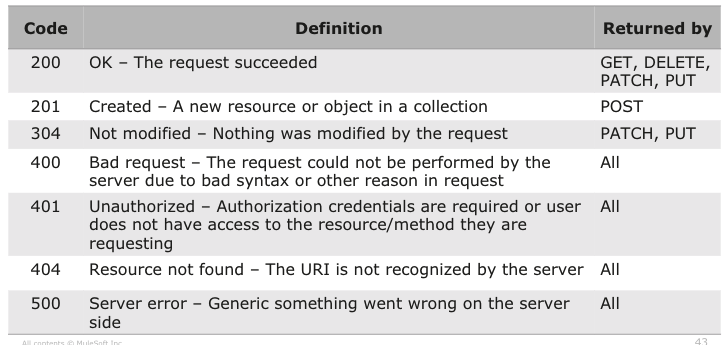 Code Definition Returned by
200 OK – The request succeeded GET, DELETE,
PATCH, PUT
201 Created – A new resource or object in a collection POST
304 Not modified – Nothing was modified by the request PATCH, PUT
400 Bad request – The request could not be performed by the All
server due to bad syntax or other reason in request
401 Unauthorized – Authorization credentials are required or user All
does not have access to the resource/method they are
requesting
404 Resource not found – The URI is not recognized by the server All
500 Server error – Generic something went wrong on the server All
side
All contents © MuleSoft Inc. 43